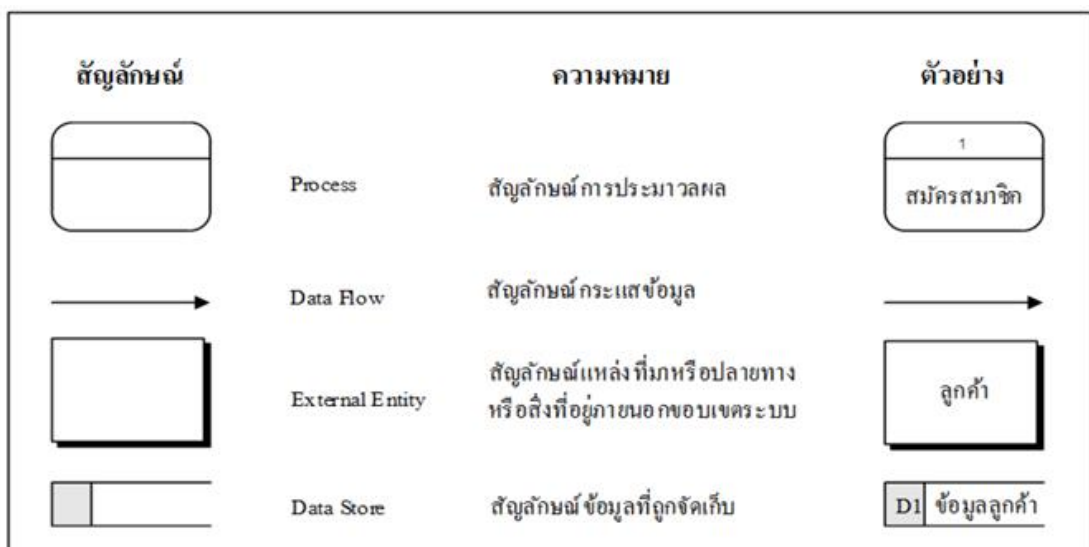 สัญลักษณ์ ความหมาย ตัวอย่าง
1
Process สัญลักษณ์การประมาวลผล สมัครสมาชิก
Data Flow สัญลักษณ์กระแสข้อมูล
สัญลักษณ์แหล่งที่มาหรือปลายทาง
External Entity หรือสิ่งที่อยู่ภายนอกขอบเขตระบบ ลูกค้า
Data Store สัญลักษณ์ข้อมูลที่ถูกจัดเก็บ D1 ข้อมูลลูกค้า